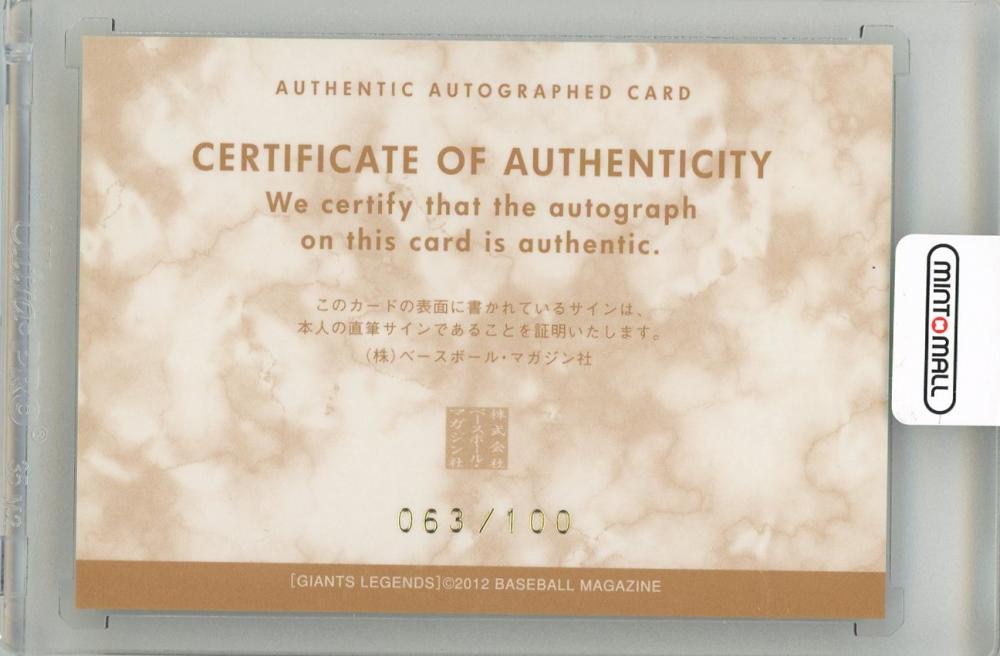 AUTHENTIC AUTOGRAPHED CARD
CERTIFICATE OF AUTHENTICITY
We certify that the autograph
on this card is authentic.
このカードの表面に書かれているサインは、
本人の直筆サインであることを証明いたします。
(株)ベースボール・マガジン社
株式会社
ベースボール・
マガジン社
063/100
[GIANTS LEGENDS]©2012 BASEBALL MAGAZINE
MINT MALL